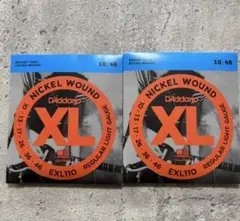 10-46
NICKEL WOUND
D'Addario
XL
10·13·17·26·36·46
REGULAR LIGHT GAUGE
EXL110
10-46
NICKEL WOUND
D'Addario
XL
10·13·17·26·36·46
REGULAR LIGHT GAUGE
EXL110